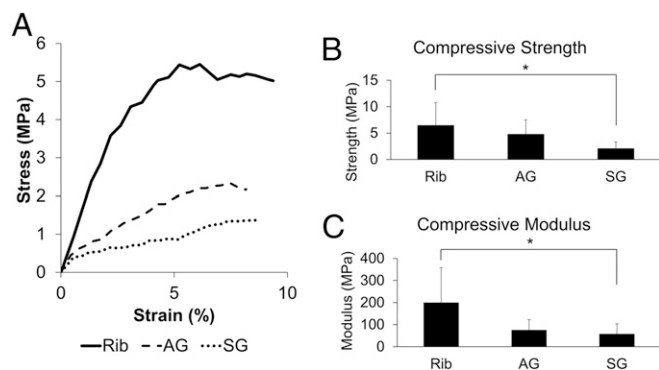 A
Stress (MPa)
6
5
4
3
2
1
0
0 5 10
Strain (%)
Rib AG SG
B
Compressive Strength
*
Strength (MPa)
15
10
5
0
Rib AG SG
C
Compressive Modulus
*
Modulus (MPa)
400
300
200
100
0
Rib AG SG